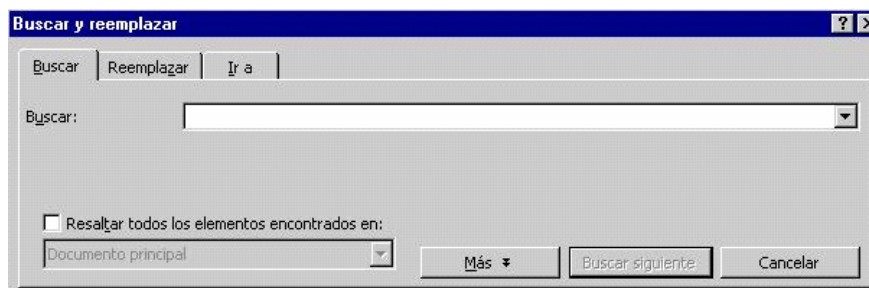 Buscar y reemplazar
Buscar Reemplazar Ir a
Buscar:
Resaltar todos los elementos encontrados en:
Documento principal
Más Buscar siguiente Cancelar